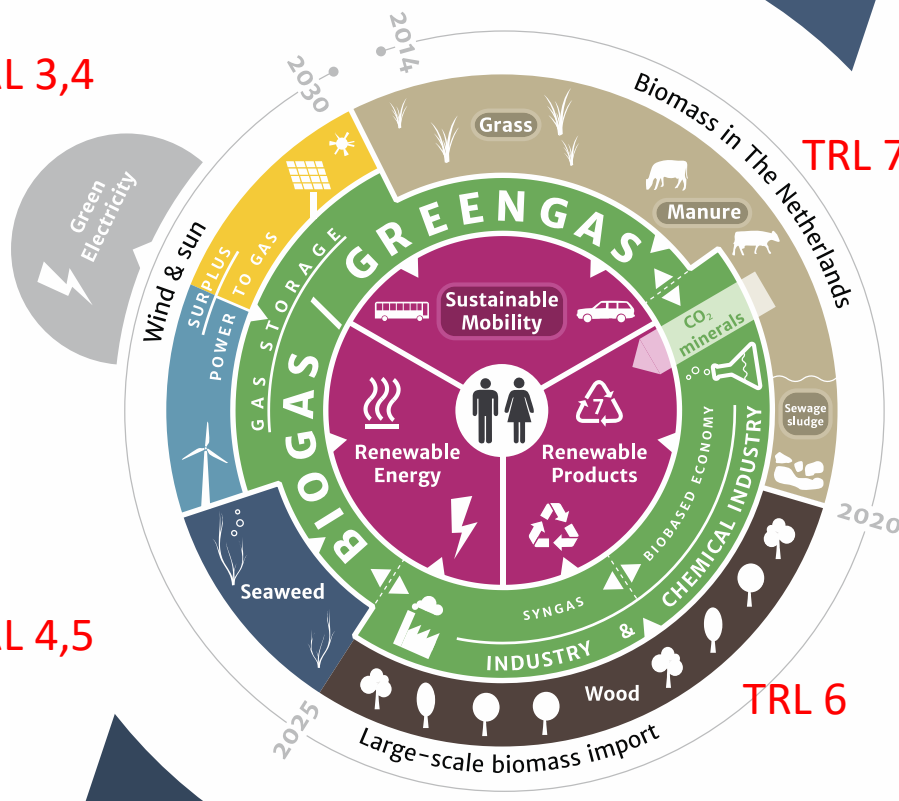 L 3,4
2014
2030
Biomass in The Netherlands
TRL 7
Grass
Manure
Green
Electricity
Wind & sun
SURPLUS
POWER TO GAS
GAS STORAGE
BIOGAS / GREENGAS
Sustainable
Mobility
CO₂
minerals
Sewage
sludge
7
Renewable
Energy
Renewable
Products
BIOBASED ECONOMY
CHEMICAL INDUSTRY
2020
SYNGAS
INDUSTRY &
Seaweed
L 4,5
Wood
TRL 6
2025
Large-scale biomass import